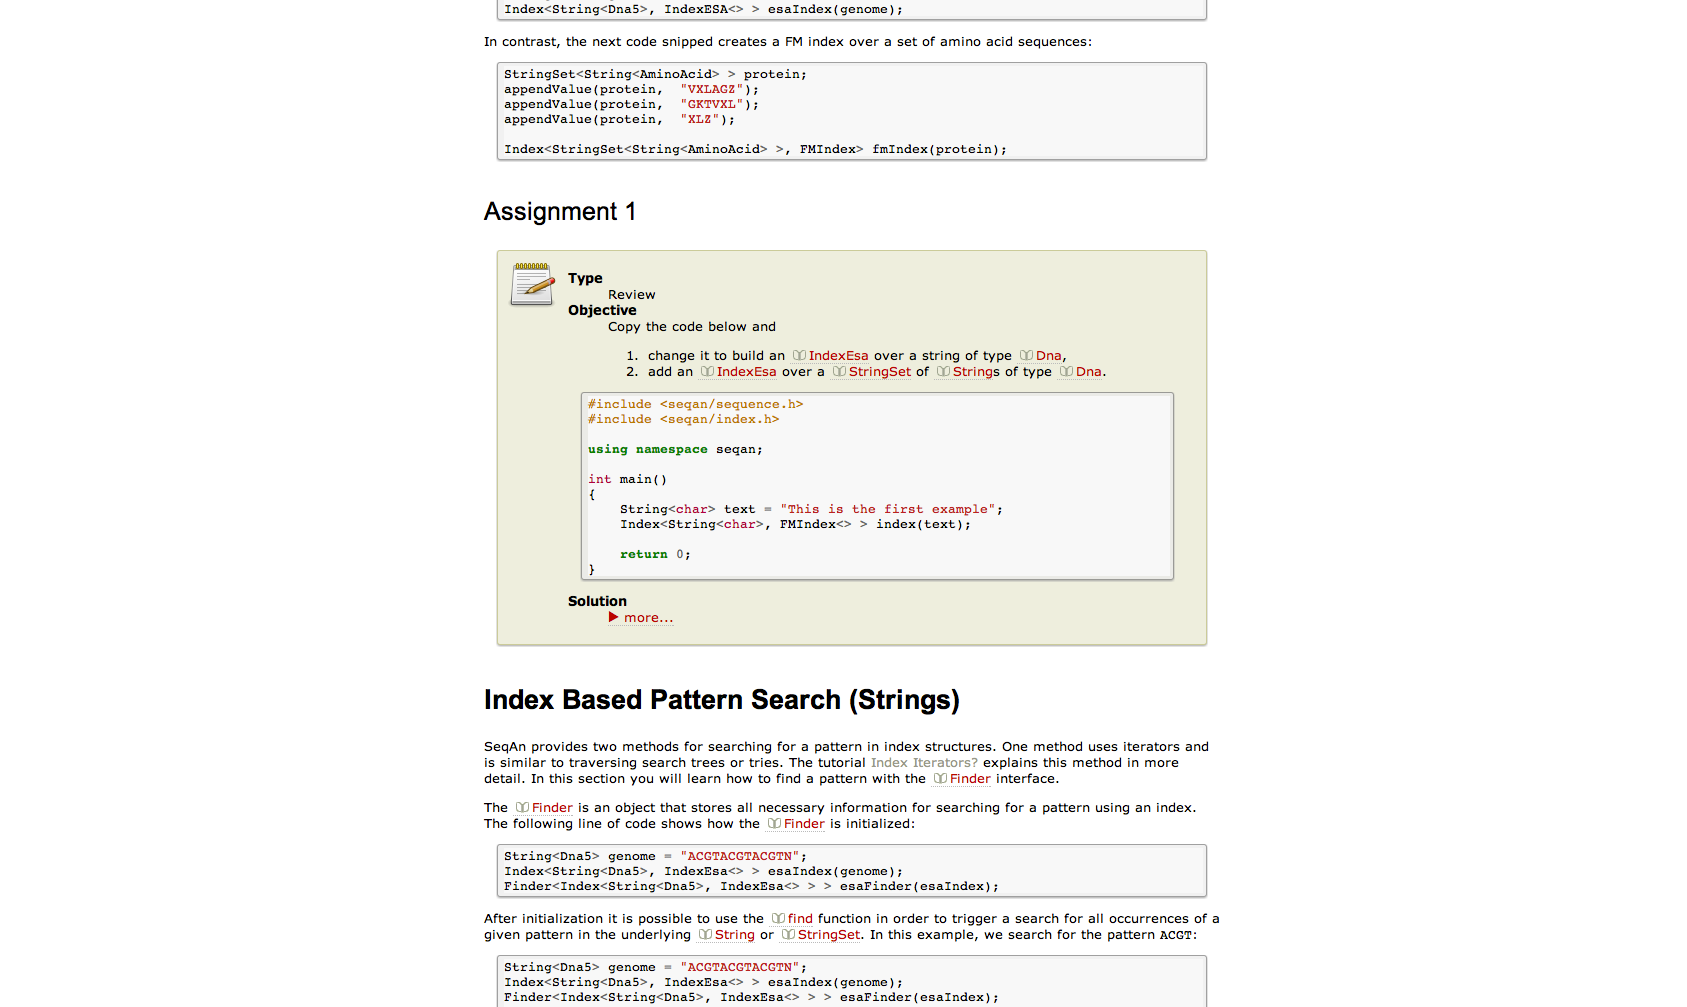 Index<String<Dna5>, IndexESA<> > esaIndex(genome);
In contrast, the next code snipped creates a FM index over a set of amino acid sequences:
StringSet<String<AminoAcid> > protein;
appendValue(protein,  "VXLAGZ");
appendValue(protein,  "GKTVXL");
appendValue(protein,  "XLZ");
Index<StringSet<String<AminoAcid> >, FMIndex> fmIndex(protein);
Assignment 1
Type
Review
Objective
Copy the code below and
1. change it to build an IndexEsa over a string of type Dna,
2. add an IndexEsa over a StringSet of Strings of type Dna.
#include <seqan/sequence.h>
#include <seqan/index.h>
using namespace seqan;
int main()
{
    String<char> text = "This is the first example";
    Index<String<char>, FMIndex<> > index(text);
    return 0;
}
Solution
more...
Index Based Pattern Search (Strings)
SeqAn provides two methods for searching for a pattern in index structures. One method uses iterators and
is similar to traversing search trees or tries. The tutorial Index Iterators? explains this method in more
detail. In this section you will learn how to find a pattern with the Finder interface.
The Finder is an object that stores all necessary information for searching for a pattern using an index.
The following line of code shows how the Finder is initialized:
String<Dna5> genome = "ACGTACGTACGTN";
Index<String<Dna5>, IndexEsa<> > esaIndex(genome);
Finder<Index<String<Dna5>, IndexEsa<> > > esaFinder(esaIndex);
After initialization it is possible to use the find function in order to trigger a search for all occurrences of a
given pattern in the underlying String or StringSet. In this example, we search for the pattern ACGT:
String<Dna5> genome = "ACGTACGTACGTN";
Index<String<Dna5>, IndexEsa<> > esaIndex(genome);
Finder<Index<String<Dna5>, IndexEsa<> > > esaFinder(esaIndex);